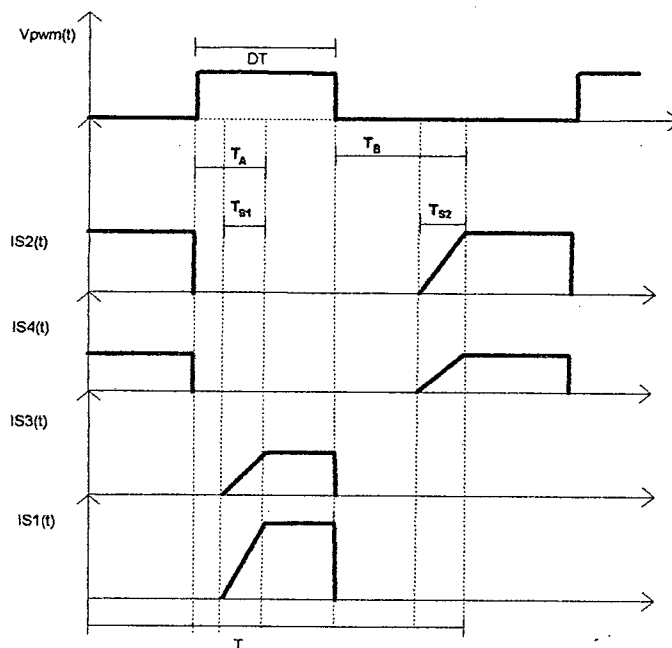 Vpwm(t)
DT
TA
TB
TS1
TS2
IS2(t)
IS4(t)
IS3(t)
IS1(t)
T